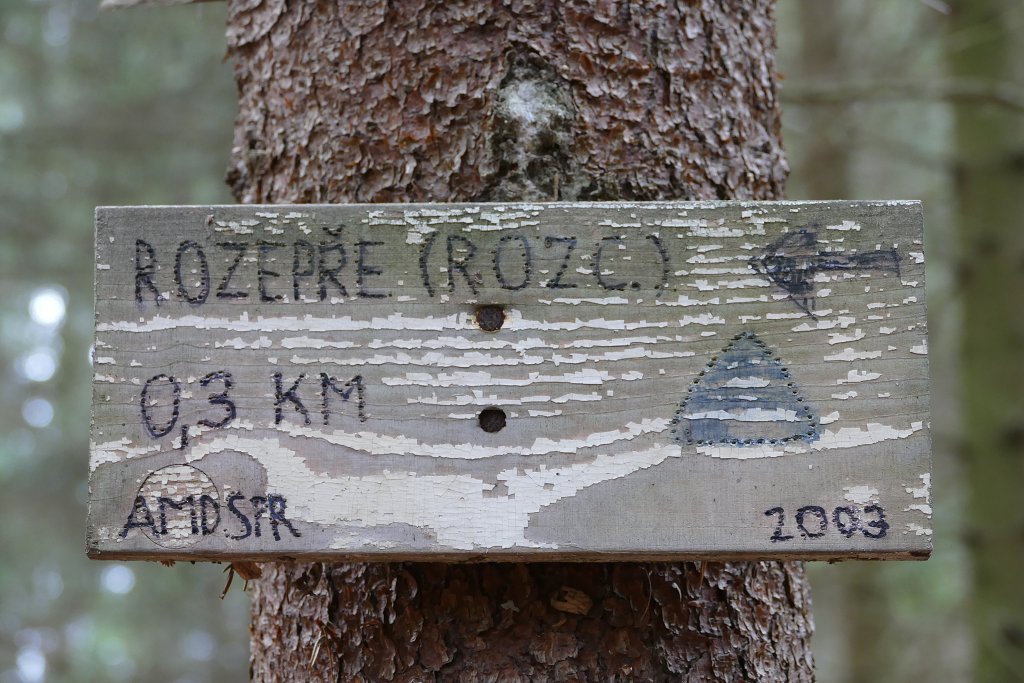 ROZEPŘE (ROZC.)
0,3 KM
AMDSPR
2003